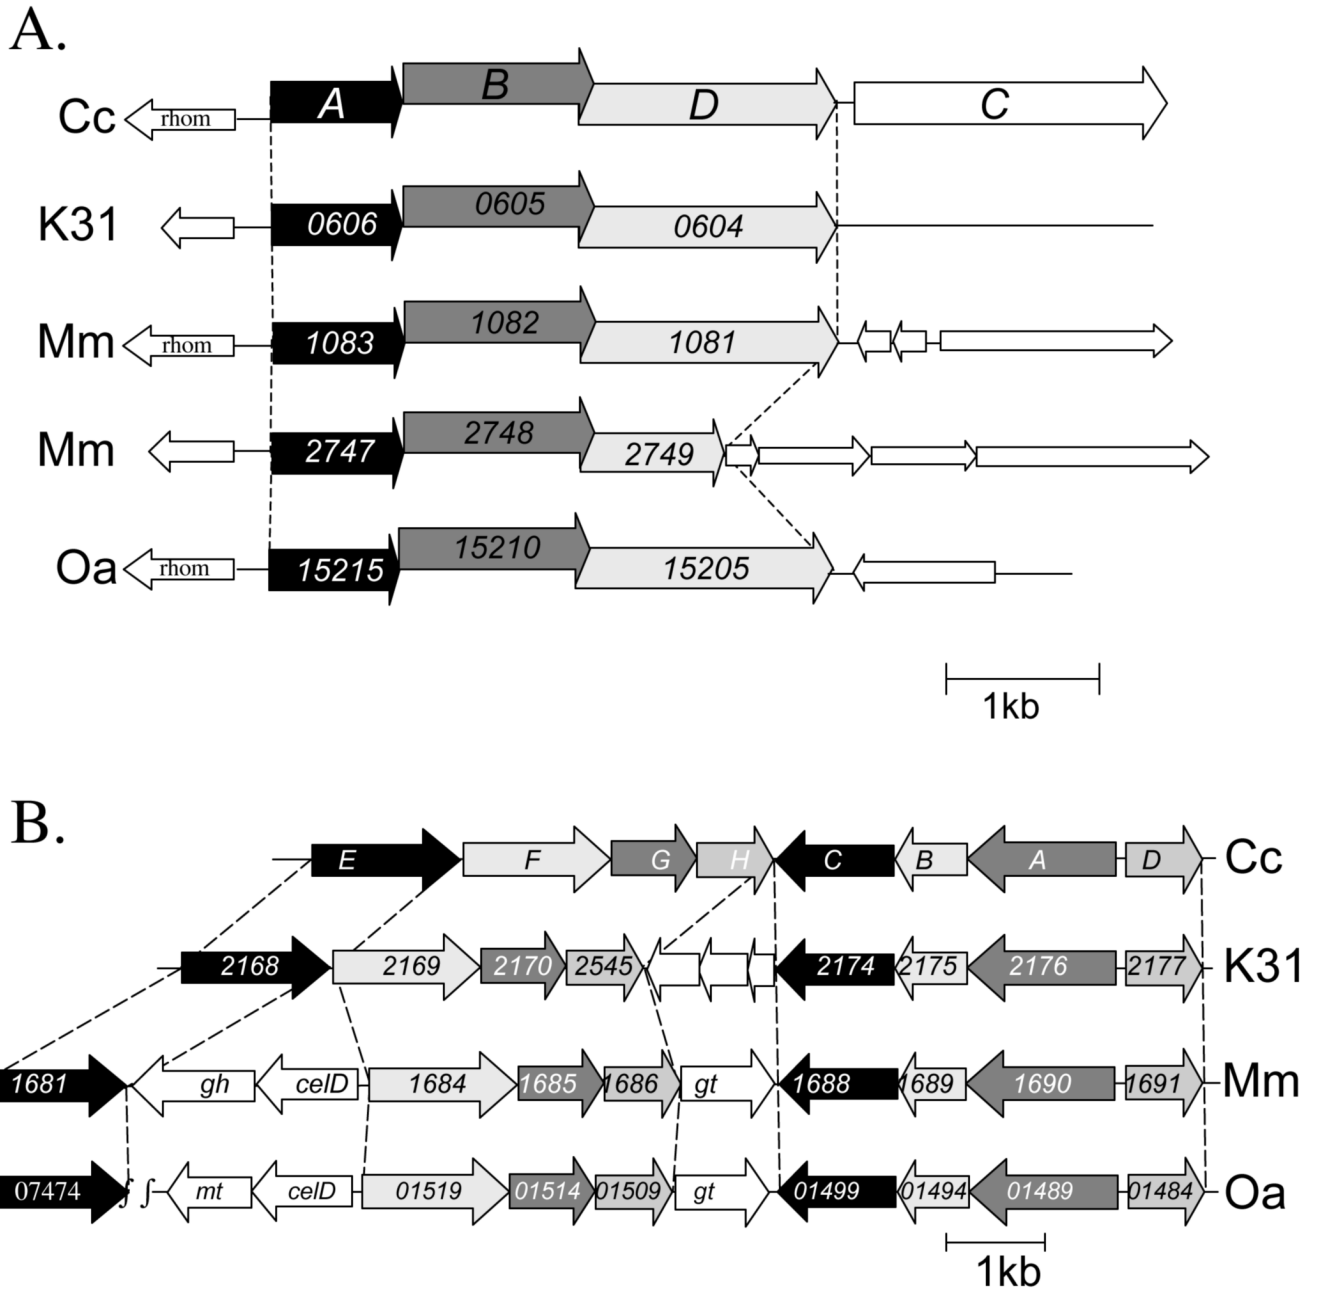 A.
Cc rhom A B D C
K31 0606 0605 0604
Mm rhom 1083 1082 1081
Mm 2747 2748 2749
Oa rhom 15215 15210 15205
1kb
B.
E F G H C B A D Cc
2168 2169 2170 2545 2174 2175 2176 2177 K31
1681 gh celD 1684 1685 1686 gt 1688 1689 1690 1691 Mm
07474 ∫ ∫ mt celD 01519 01514 01509 gt 01499 01494 01489 01484 Oa
1kb